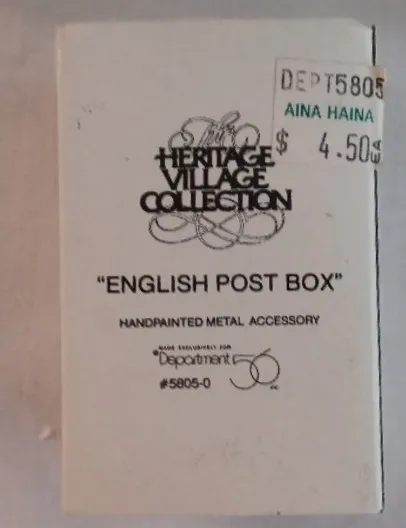 DEPT5805
AINA HAINA
$ 4.50
The
HERITAGE
VILLAGE
COLLECTION
"ENGLISH POST BOX"
HANDPAINTED METAL ACCESSORY
MADE EXCLUSIVELY FOR
Department 56
#5805-0